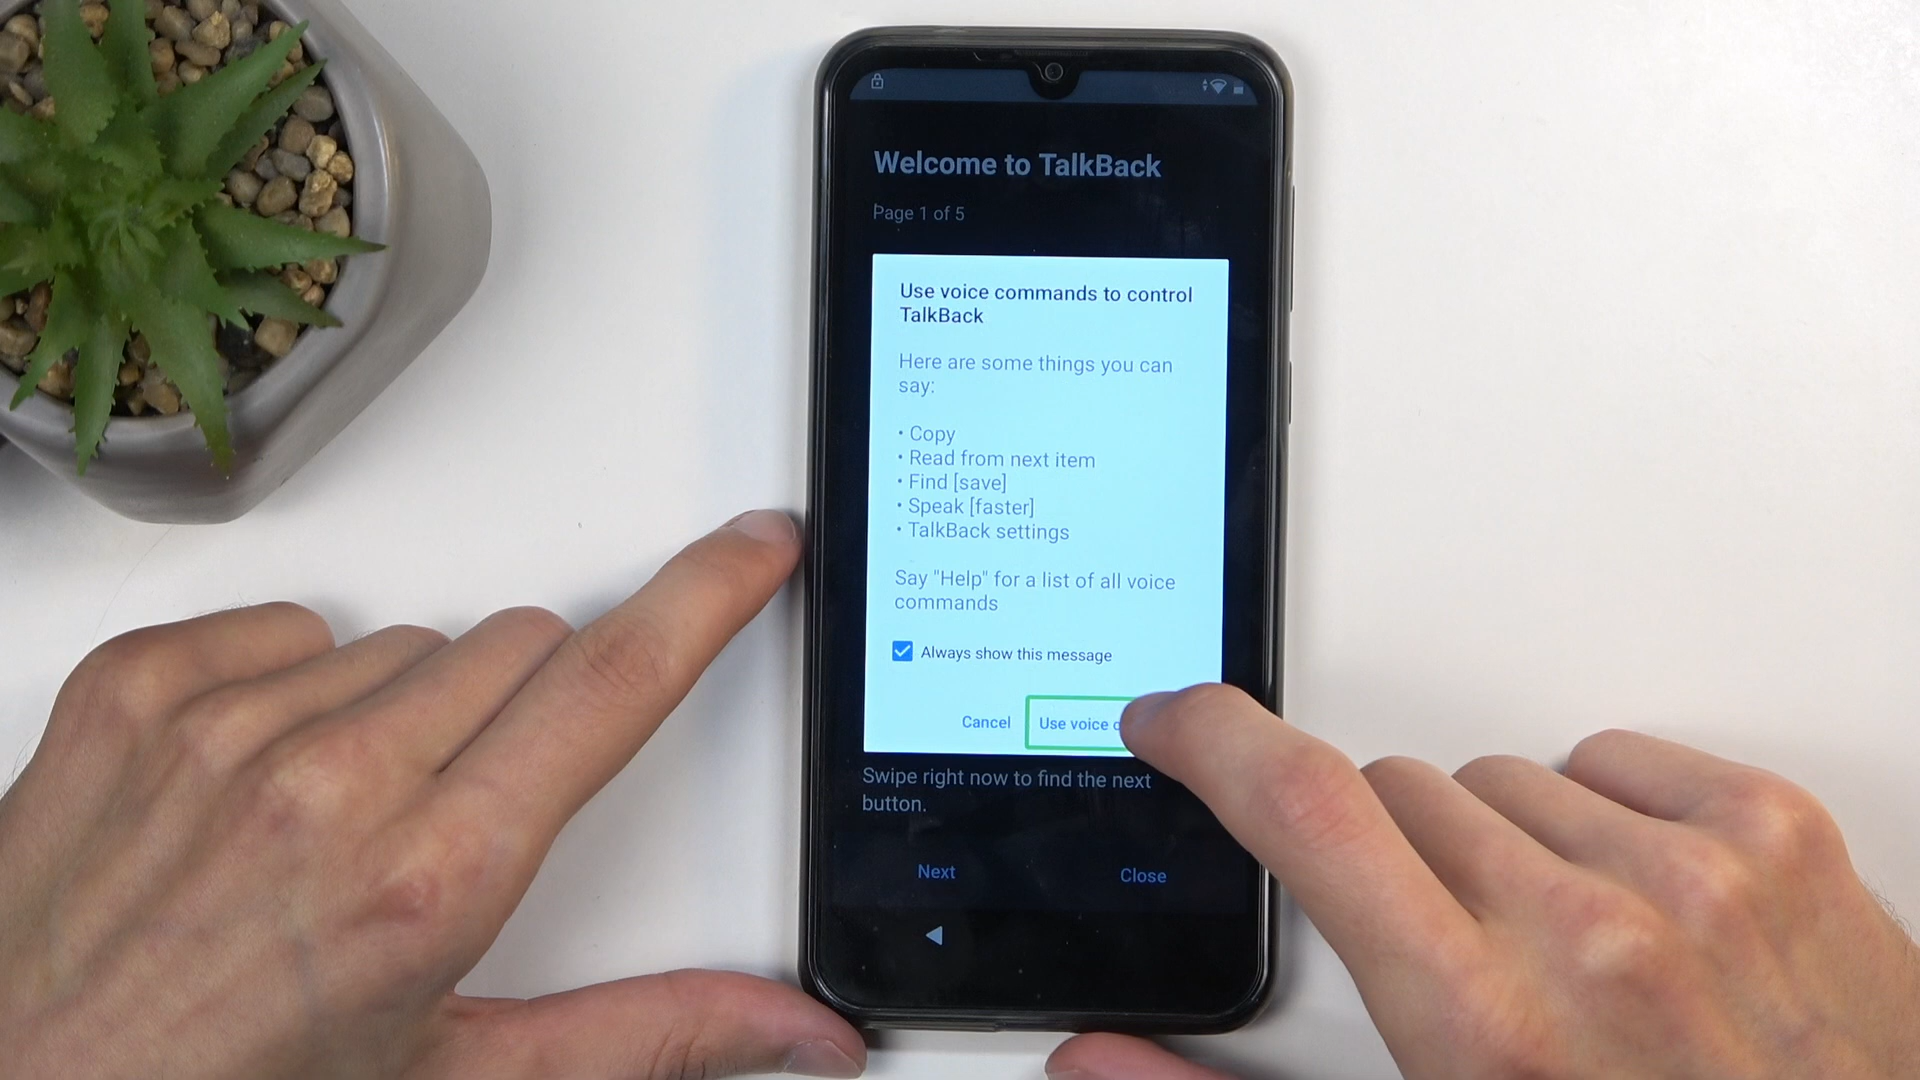 Welcome to TalkBack
Page 1 of 5
Use voice commands to control
TalkBack
Here are some things you can
say:
• Copy
• Read from next item
• Find [save]
• Speak [faster]
• TalkBack settings
Say "Help" for a list of all voice
commands
Always show this message
Cancel
Use voice
Swipe right now to find the next
button.
Next
Close